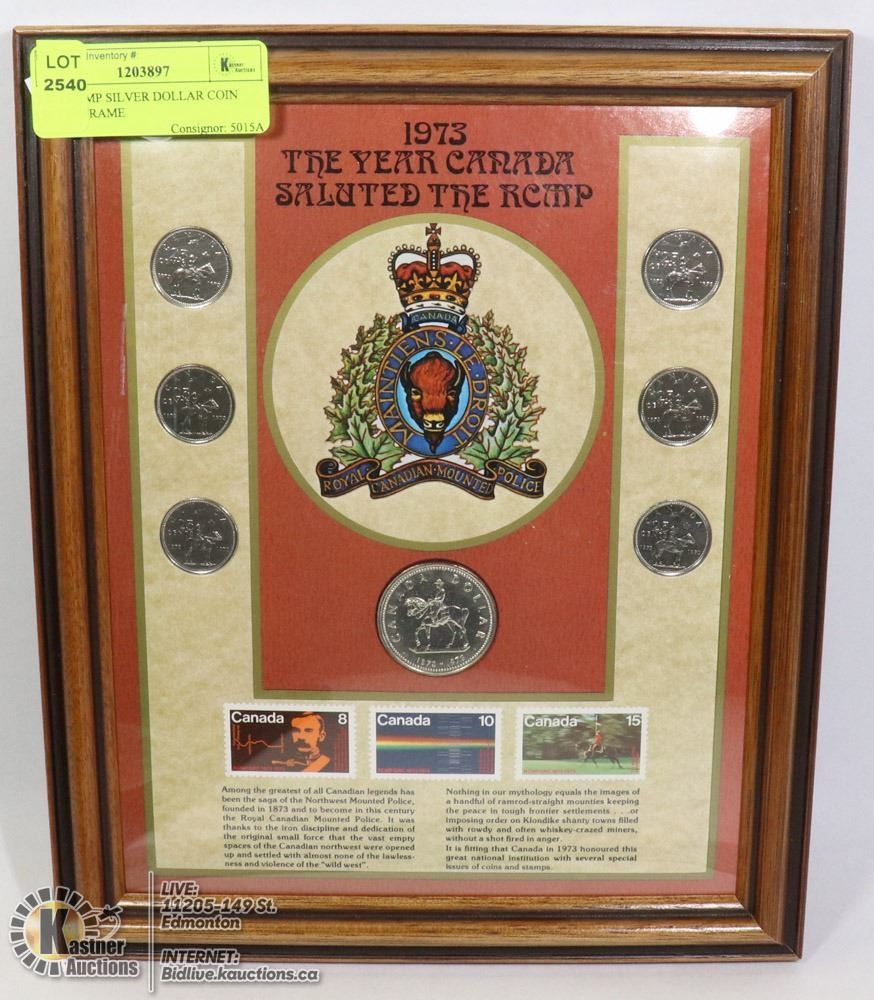 LOT
2540
Inventory #
1203897
Kastner
Auctions
MP SILVER DOLLAR COIN
RAME
Consignor: 5015A
1973
THE YEAR CANADA
SALUTED THE RCMP
CANADA
MAINTIENS·LE·DROIT
ROYAL·CANADIAN·MOUNTED POLICE
CANADA DOLLAR
1873 - 1973
Canada 8
Canada 10
Canada 15
Among the greatest of all Canadian legends has
been the saga of the Northwest Mounted Police,
founded in 1873 and to become in this century
the Royal Canadian Mounted Police. It was
thanks to the iron discipline and dedication of
the original small force that the vast empty
spaces of the Canadian northwest were opened
up and settled with almost none of the lawless-
ness and violence of the "wild west".
Nothing in our mythology equals the images of
a handful of ramrod-straight mounties keeping
the peace in tough frontier settlements . . . or
imposing order on Klondike shanty towns filled
with rowdy and often whiskey-crazed miners,
without a shot fired in anger.
It is fitting that Canada in 1973 honoured this
great national institution with several special
issues of coins and stamps.
Kastner
Auctions
LIVE:
11205-149 St.
Edmonton
INTERNET:
Bidlive.kauctions.ca